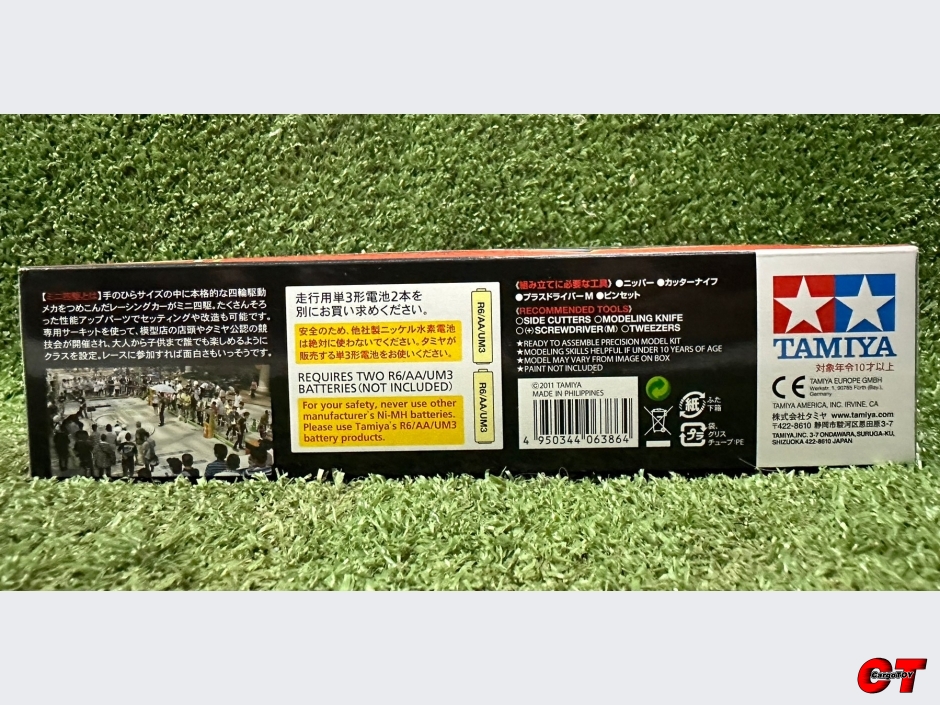 【ミニ四駆とは】手のひらサイズの中に本格的な四輪駆動
メカをつめこんだレーシングカーがミニ四駆。たくさんそろ
った性能アップパーツでセッティングや改造も可能です。
専用サーキットを使って、模型店の店頭やタミヤ公認の競
技会が開催され、大人から子供まで誰でも楽しめるように
クラスを設定。レースに参加すれば面白さもいっそうです。
走行用単3形電池2本を
別にお買い求めください。
安全のため、他社製ニッケル水素電池
は絶対に使わないでください。タミヤが
販売する単3形電池をお使いください。
R6/AA/UM3
REQUIRES TWO R6/AA/UM3
BATTERIES (NOT INCLUDED)
For your safety, never use other
manufacturer's Ni-MH batteries.
Please use Tamiya's R6/AA/UM3
battery products.
R6/AA/UM3
《組み立てに必要な工具》 ●ニッパー ●カッターナイフ
●プラスドライバーM ●ピンセット
《RECOMMENDED TOOLS》
○SIDE CUTTERS ○MODELING KNIFE
○(+)SCREWDRIVER (M) ○TWEEZERS
★READY TO ASSEMBLE PRECISION MODEL KIT
★MODELING SKILLS HELPFUL IF UNDER 10 YEARS OF AGE
★MODEL MAY VARY FROM IMAGE ON BOX
★PAINT NOT INCLUDED
©2011 TAMIYA
MADE IN PHILIPPINES
4 950344 063864
紙
ふた
下箱
プラ
袋、
グリス
チューブ:PE
TAMIYA
対象年令10才以上
CE
TAMIYA EUROPE GMBH
Werkstr. 1, 90765 Fürth (Bay.),
Germany
TAMIYA AMERICA, INC. IRVINE, CA
株式会社タミヤ www.tamiya.com
〒422-8610 静岡市駿河区恩田原3-7
TAMIYA,INC. 3-7 ONDAWARA, SURUGA-KU,
SHIZUOKA 422-8610 JAPAN
CT
CargoTOY